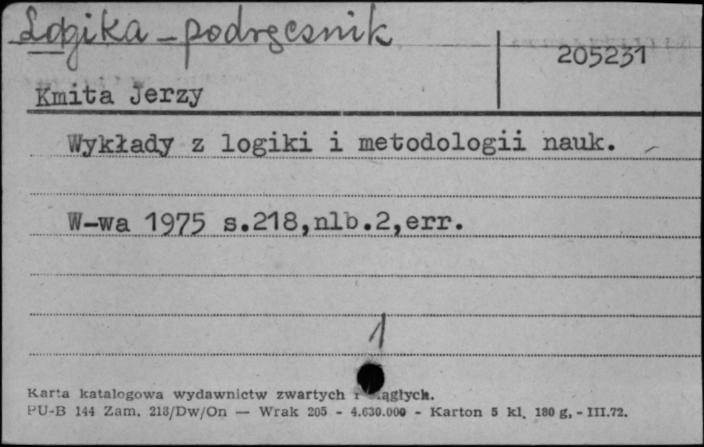 Logika - podręcznik
205231
Kmita Jerzy
Wykłady z logiki i metodologii nauk.
W-wa 1975 s.218,nlb.2,err.
1
Karta katalogowa wydawnictw zwartych i ciągłych.
PU-B 144 Zam. 218/Dw/On — Wrak 205 - 4.630.000 - Karton 5 kl. 180 g. - III.72.